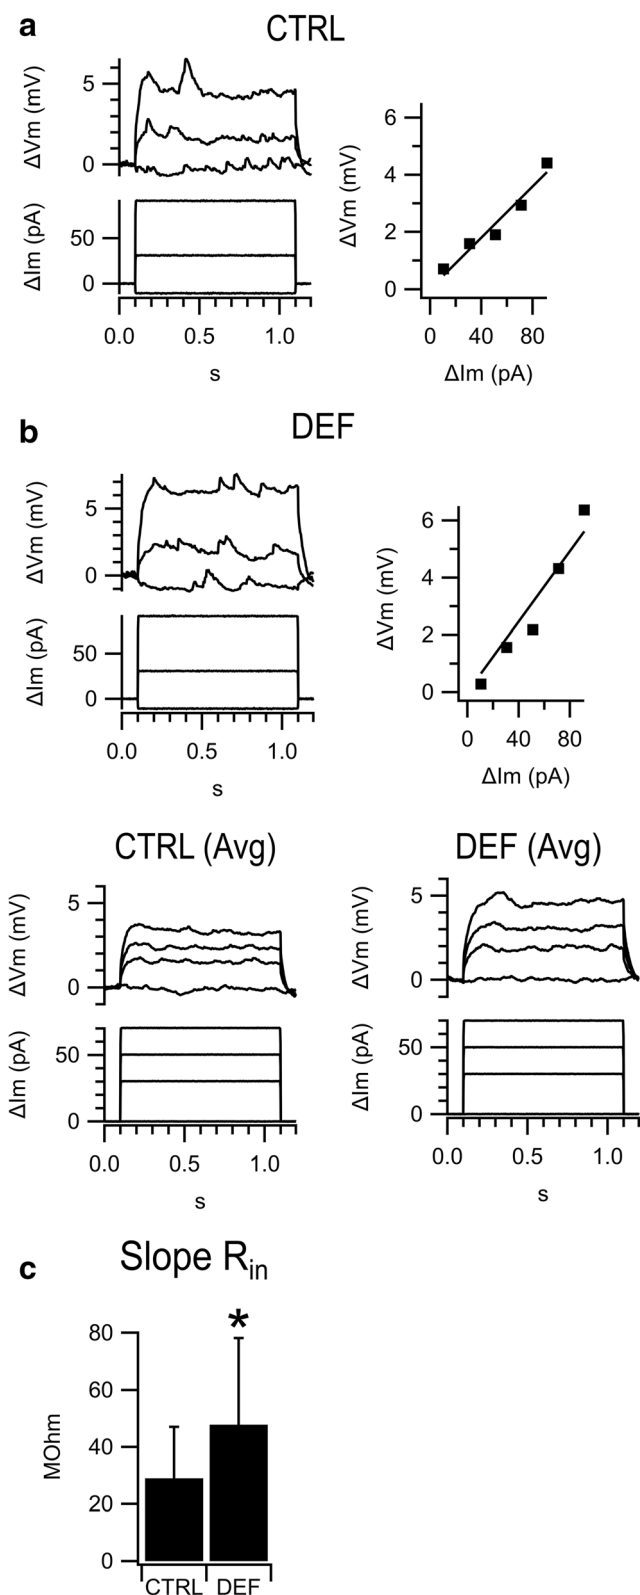 a
CTRL
ΔVm (mV)
5
0
ΔIm (pA)
50
0
0.0 0.5 1.0
s
ΔVm (mV)
6
4
2
0
0 40 80
ΔIm (pA)
b
DEF
ΔVm (mV)
5
0
ΔIm (pA)
50
0
0.0 0.5 1.0
s
ΔVm (mV)
6
4
2
0
0 40 80
ΔIm (pA)
CTRL (Avg)
ΔVm (mV)
5
0
ΔIm (pA)
50
0
0.0 0.5 1.0
s
DEF (Avg)
ΔVm (mV)
5
0
ΔIm (pA)
50
0
0.0 0.5 1.0
s
c
Slope Rin
*
MOhm
80
60
40
20
0
CTRL DEF